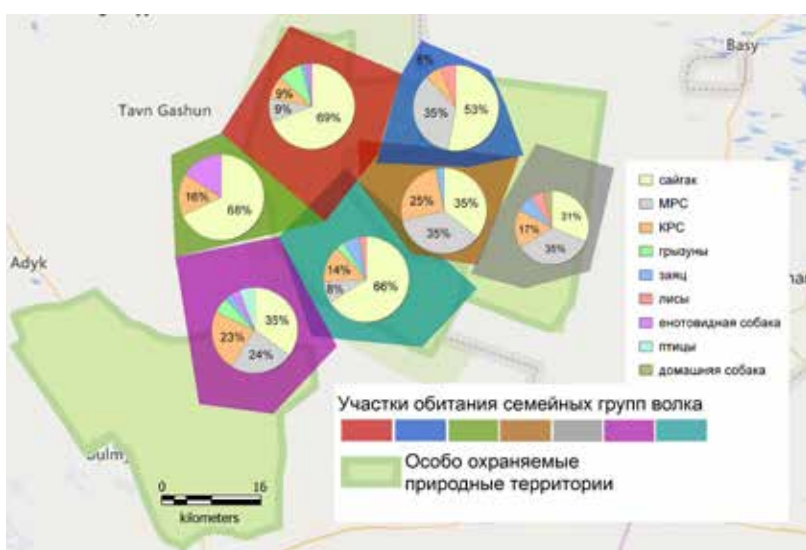 Basy
Tavn Gashun
Adyk
6%
9%
9%
69%
35%
53%
16%
68%
25%
35%
35%
31%
17%
35%
14%
8%
66%
35%
23%
24%
сайгак
МРС
КРС
грызуны
заяц
лисы
енотовидная собака
птицы
домашняя собака
Участки обитания семейных групп волка
Особо охраняемые
природные территории
0 16
kilometers